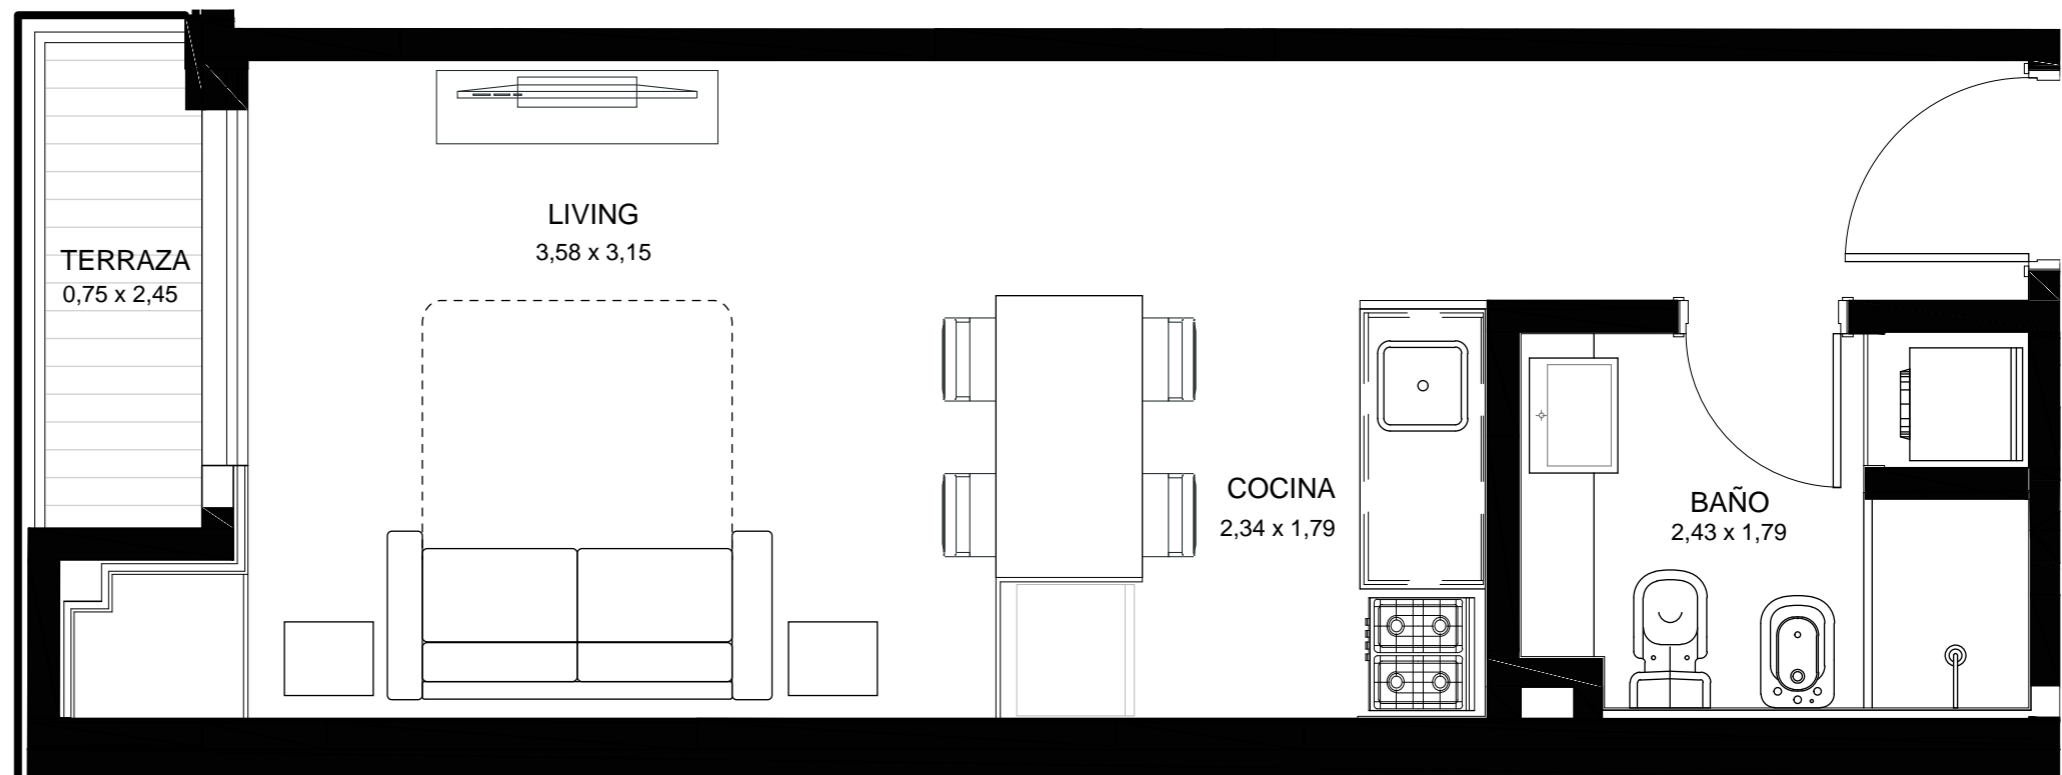 LIVING
3,58 x 3,15
TERRAZA
0,75 x 2,45
COCINA
2,34 x 1,79
BAÑO
2,43 x 1,79